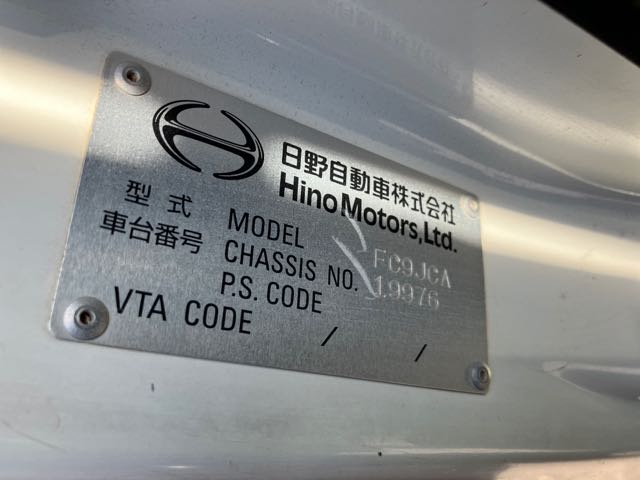 日野自動車株式会社
Hino Motors, Ltd.
型式 MODEL FC9JCA
車台番号 CHASSIS NO. 19976
P.S. CODE
VTA CODE / /